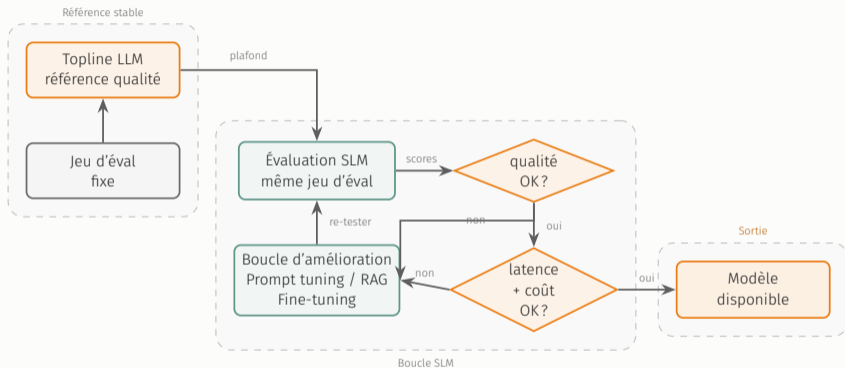 Référence stable
Topline LLM
référence qualité
plafond
Jeu d'éval
fixe
Évaluation SLM
même jeu d'éval
scores
qualité
OK ?
re-tester
non
oui
Boucle d'amélioration
Prompt tuning / RAG
Fine-tuning
non
latence
+ coût
OK ?
oui
Sortie
Modèle
disponible
Boucle SLM